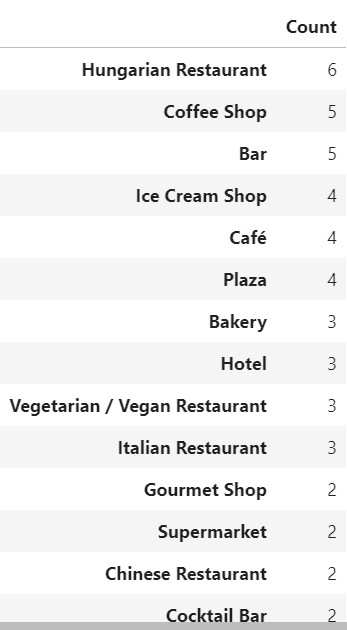 Count
Hungarian Restaurant 6
Coffee Shop 5
Bar 5
Ice Cream Shop 4
Café 4
Plaza 4
Bakery 3
Hotel 3
Vegetarian / Vegan Restaurant 3
Italian Restaurant 3
Gourmet Shop 2
Supermarket 2
Chinese Restaurant 2
Cocktail Bar 2